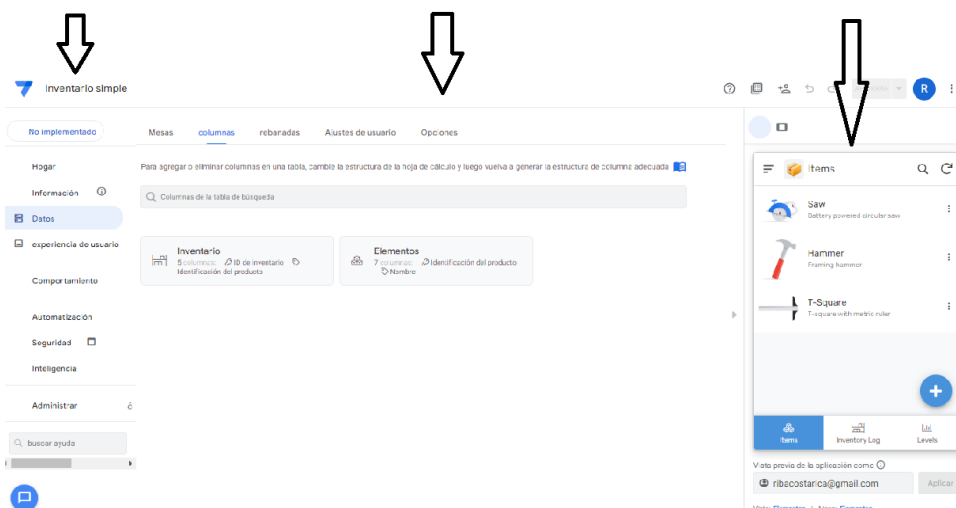 Inventario simple
R
No implementado
Mesas columnas rebanadas Ajustes de usuario Opciones
Para agregar o eliminar columnas en una tabla, cambie la estructura de la hoja de cálculo y luego vuelva a generar la estructura de columna adecuada
Columnas de la tabla de búsqueda
Hogar
Información
Datos
experiencia de usuario
Comportamiento
Automatización
Seguridad
Inteligencia
Administrar
buscar ayuda
Inventario
5 columnas: ID de inventario
Identificación del producto
Elementos
7 columnas: Identificación del producto
Nombre
Items
Saw
Battery powered circular saw
Hammer
Framing hammer
T-Square
T-square with metric ruler
Items Inventory Log Levels
Vista previa de la aplicación como
ribacostarica@gmail.com Aplicar